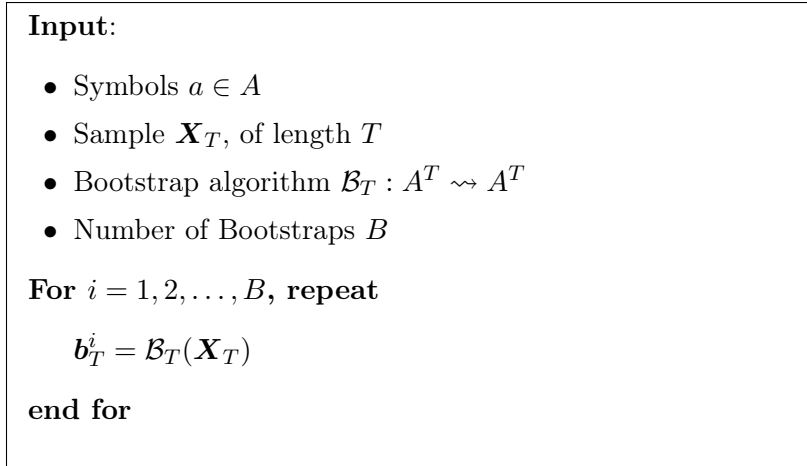 Input:
• Symbols a ∈ A
• Sample X_T, of length T
• Bootstrap algorithm B_T : A^T ⇝ A^T
• Number of Bootstraps B
For i = 1, 2, …, B, repeat
b_T^i = B_T(X_T)
end for